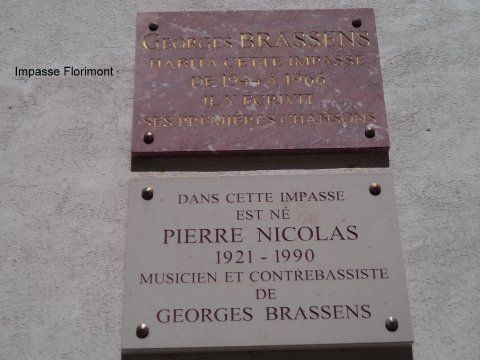 Impasse Florimont
GEORGES BRASSENS
HABITA CETTE IMPASSE
DE 1944 À 1966
IL Y ÉCRIVIT
SES PREMIÈRES CHANSONS
DANS CETTE IMPASSE
EST NÉ
PIERRE NICOLAS
1921 - 1990
MUSICIEN ET CONTREBASSISTE
DE
GEORGES BRASSENS